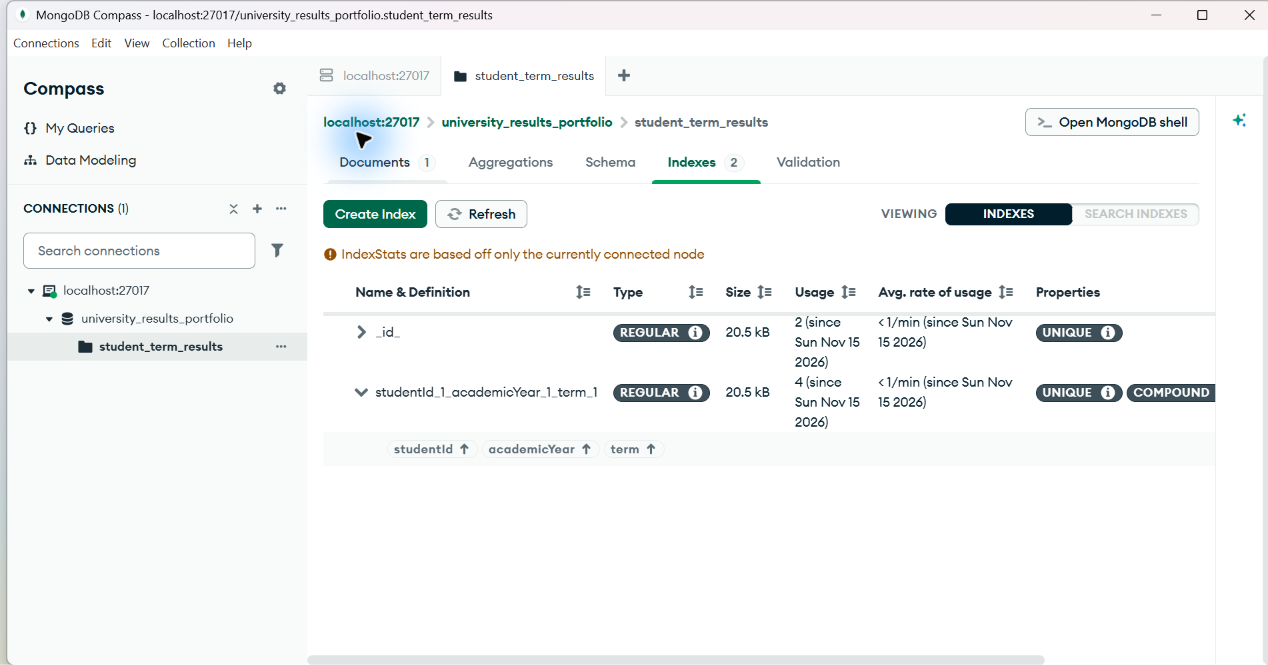 MongoDB Compass - localhost:27017/university_results_portfolio.student_term_results
Connections Edit View Collection Help
Compass
My Queries
Data Modeling
CONNECTIONS (1)
Search connections
localhost:27017
university_results_portfolio
student_term_results
localhost:27017 student_term_results
localhost:27017 > university_results_portfolio > student_term_results
>_ Open MongoDB shell
Documents 1 Aggregations Schema Indexes 2 Validation
Create Index Refresh
VIEWING INDEXES SEARCH INDEXES
IndexStats are based off only the currently connected node
Name & Definition Type Size Usage Avg. rate of usage Properties
_id_ REGULAR 20.5 kB 2 (since Sun Nov 15 2026) <1/min (since Sun Nov 15 2026) UNIQUE
studentId_1_academicYear_1_term_1 REGULAR 20.5 kB 4 (since Sun Nov 15 2026) <1/min (since Sun Nov 15 2026) UNIQUE COMPOUND
studentId ↑ academicYear ↑ term ↑